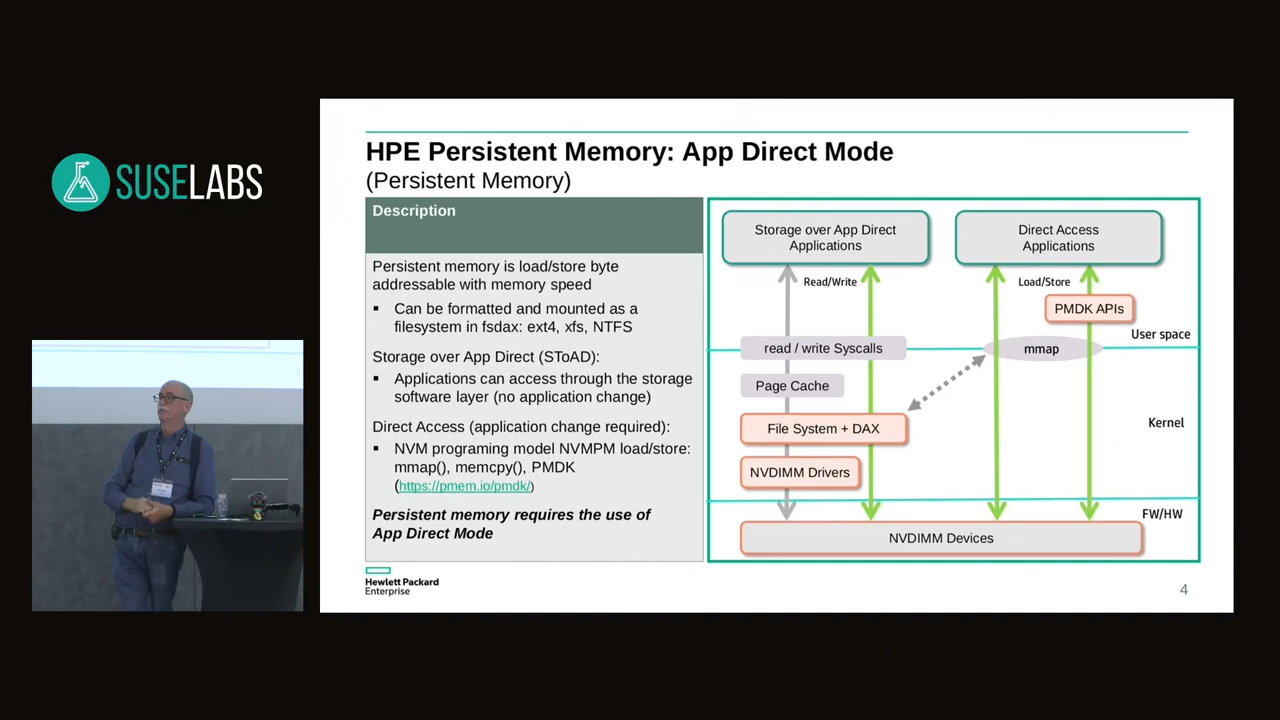 SUSELABS
HPE Persistent Memory: App Direct Mode
(Persistent Memory)
Description
Persistent memory is load/store byte
addressable with memory speed
▪ Can be formatted and mounted as a
filesystem in fsdax: ext4, xfs, NTFS
Storage over App Direct (SToAD):
▪ Applications can access through the storage
software layer (no application change)
Direct Access (application change required):
▪ NVM programing model NVMPM load/store:
mmap(), memcpy(), PMDK
(https://pmem.io/pmdk/)
Persistent memory requires the use of
App Direct Mode
Storage over App Direct
Applications
Direct Access
Applications
Read/Write
Load/Store
PMDK APIs
User space
read / write Syscalls
mmap
Page Cache
File System + DAX
Kernel
NVDIMM Drivers
FW/HW
NVDIMM Devices
Hewlett Packard
Enterprise
4